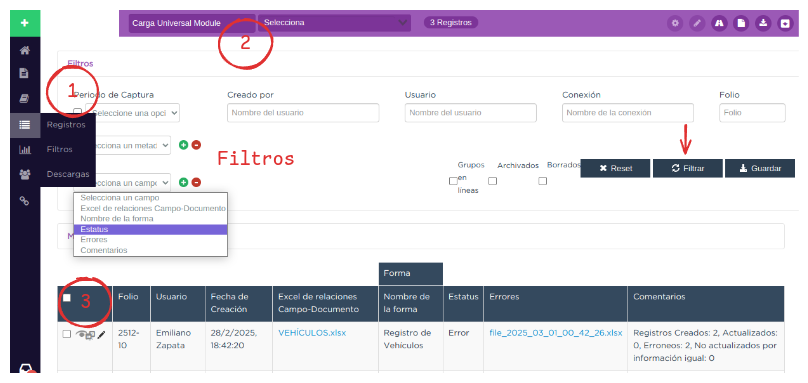 Carga Universal Module
Selecciona
3 Registros
2
Filtros
1
Periodo de Captura
Creado por
Usuario
Conexión
Folio
Seleccione una opci
Nombre del usuario
Nombre del usuario
Nombre de la conexión
Folio
Registros
Filtros
Descargas
cciona un metac
Filtros
Grupos en líneas
Archivados
Borrados
Reset
Filtrar
Guardar
cciona un campo
Selecciona un campo
Excel de relaciones Campo-Documento
Nombre de la forma
Estatus
Errores
Comentarios
M
3
Forma
Folio
Usuario
Fecha de Creación
Excel de relaciones Campo-Documento
Nombre de la forma
Estatus
Errores
Comentarios
2512-10
Emiliano Zapata
28/2/2025, 18:42:20
VEHÍCULOS.xlsx
Registro de Vehículos
Error
file_2025_03_01_00_42_26.xlsx
Registros Creados: 2, Actualizados: 0, Erroneos: 2, No actualizados por información igual: 0